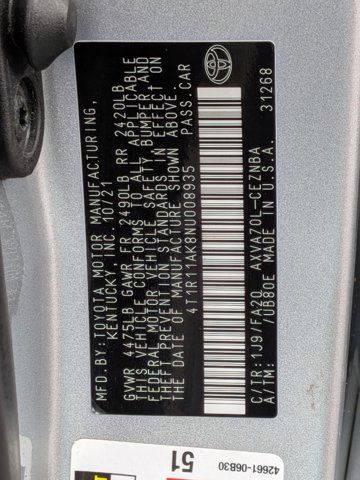 MFD. BY: TOYOTA MOTOR MANUFACTURING,
KENTUCKY, INC. 10/21
GVWR 4475LB GAWR FR 2490LB RR 2420LB
THIS VEHICLE CONFORMS TO ALL APPLICABLE
FEDERAL MOTOR VEHICLE SAFETY, BUMPER AND
THEFT PREVENTION STANDARDS IN EFFECT ON
THE DATE OF MANUFACTURE SHOWN ABOVE.
4T1R11AK8NU008935 PASS. CAR
C/TR: 1J9/FA20 AXVA70L-CEZNBA
A/TM: /UB80E MADE IN U.S.A. 31268
42661-06B30
51